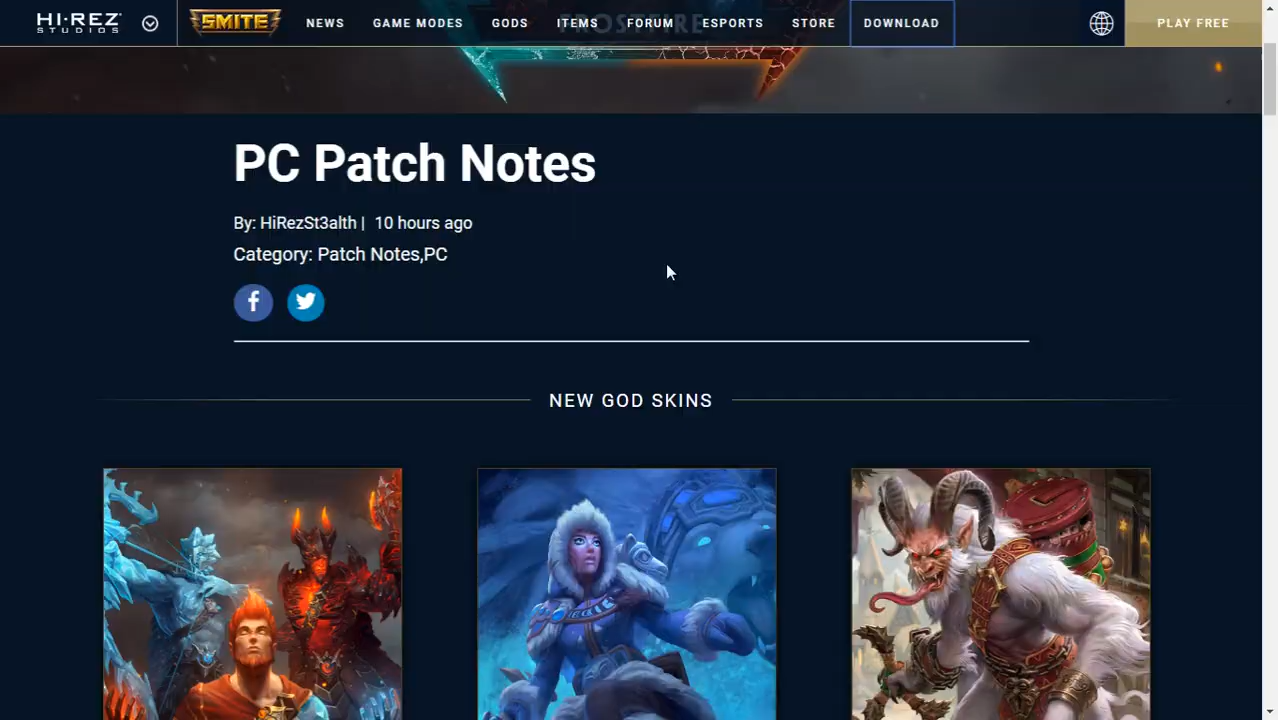 HI-REZ
STUDIOS
SMITE
NEWS
GAME MODES
GODS
ITEMS
FORUM
ESPORTS
STORE
DOWNLOAD
PLAY FREE
FROSTFIRE
PC Patch Notes
By: HiRezSt3alth | 10 hours ago
Category: Patch Notes,PC
NEW GOD SKINS